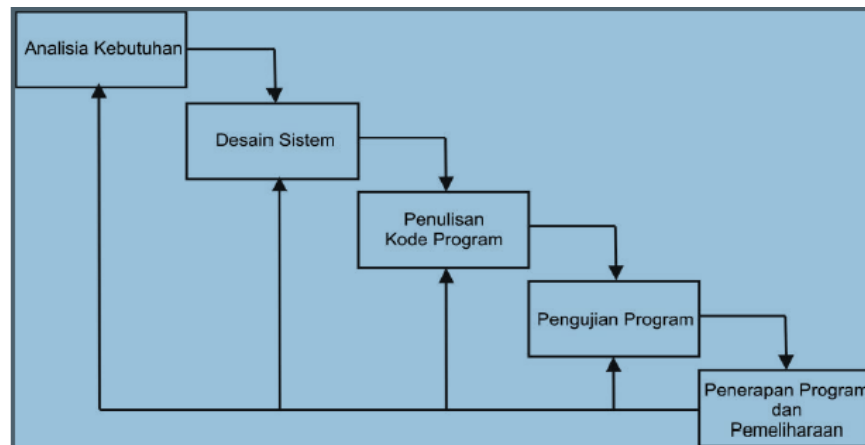 Analisia Kebutuhan
Desain Sistem
Penulisan
Kode Program
Pengujian Program
Penerapan Program
dan
Pemeliharaan